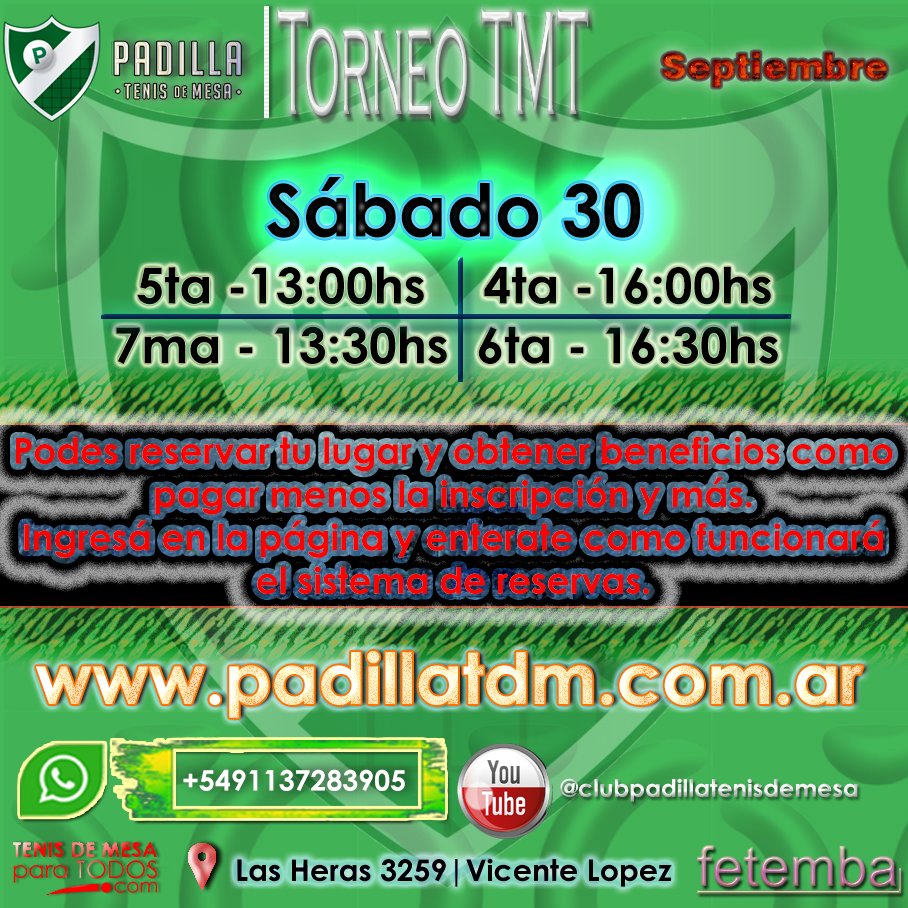 P
PADILLA
• TENIS DE MESA •
TORNEO TMT
Septiembre
Sábado 30
5ta -13:00hs
4ta -16:00hs
7ma - 13:30hs
6ta - 16:30hs
Podes reservar tu lugar y obtener beneficios como
pagar menos la inscripción y más.
Ingresá en la página y enterate como funcionará
el sistema de reservas.
www.padillatdm.com.ar
+5491137283905
You
Tube
@clubpadillatenisdemesa
TENIS DE MESA
para TODOS
.com
Las Heras 3259|Vicente Lopez
fetemba